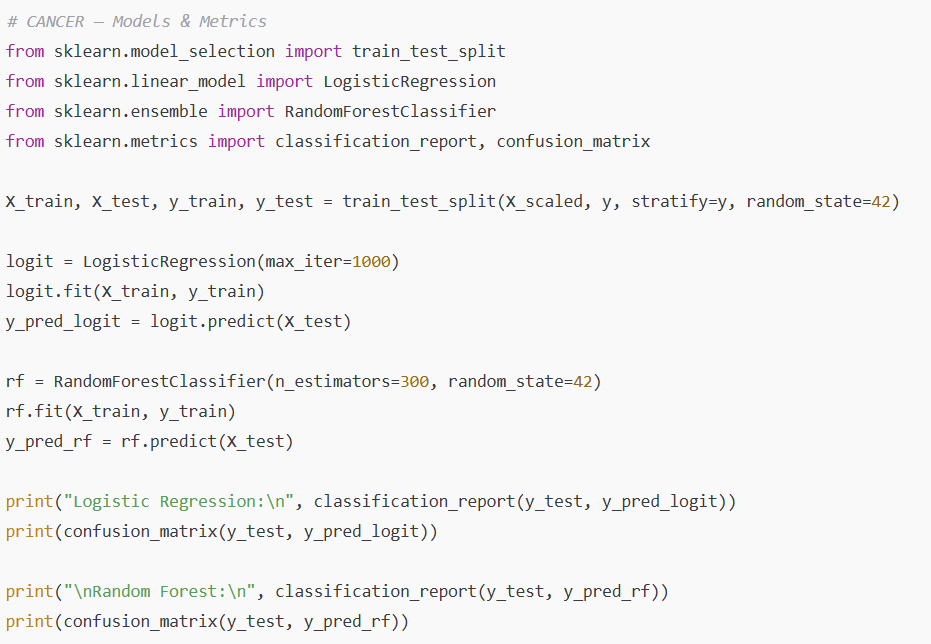 # CANCER — Models & Metrics
from sklearn.model_selection import train_test_split
from sklearn.linear_model import LogisticRegression
from sklearn.ensemble import RandomForestClassifier
from sklearn.metrics import classification_report, confusion_matrix
X_train, X_test, y_train, y_test = train_test_split(X_scaled, y, stratify=y, random_state=42)
logit = LogisticRegression(max_iter=1000)
logit.fit(X_train, y_train)
y_pred_logit = logit.predict(X_test)
rf = RandomForestClassifier(n_estimators=300, random_state=42)
rf.fit(X_train, y_train)
y_pred_rf = rf.predict(X_test)
print("Logistic Regression:\n", classification_report(y_test, y_pred_logit))
print(confusion_matrix(y_test, y_pred_logit))
print("\nRandom Forest:\n", classification_report(y_test, y_pred_rf))
print(confusion_matrix(y_test, y_pred_rf))